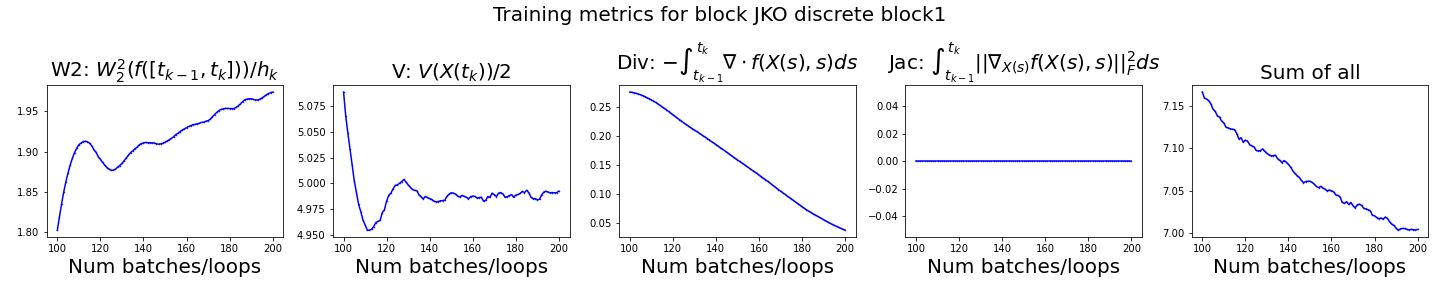 Training metrics for block JKO discrete block1
W2: $W_2^2(f([t_{k-1}, t_k]))/h_k$
1.95
1.90
1.85
1.80
100 120 140 160 180 200
Num batches/loops
V: $V(X(t_k))/2$
5.075
5.050
5.025
5.000
4.975
4.950
100 120 140 160 180 200
Num batches/loops
Div: $-\int_{t_{k-1}}^{t_k} \nabla \cdot f(X(s), s)ds$
0.25
0.20
0.15
0.10
0.05
100 120 140 160 180 200
Num batches/loops
Jac: $\int_{t_{k-1}}^{t_k} ||\nabla_{X(s)} f(X(s), s)||_F^2 ds$
0.04
0.02
0.00
−0.02
−0.04
100 120 140 160 180 200
Num batches/loops
Sum of all
7.15
7.10
7.05
7.00
100 120 140 160 180 200
Num batches/loops